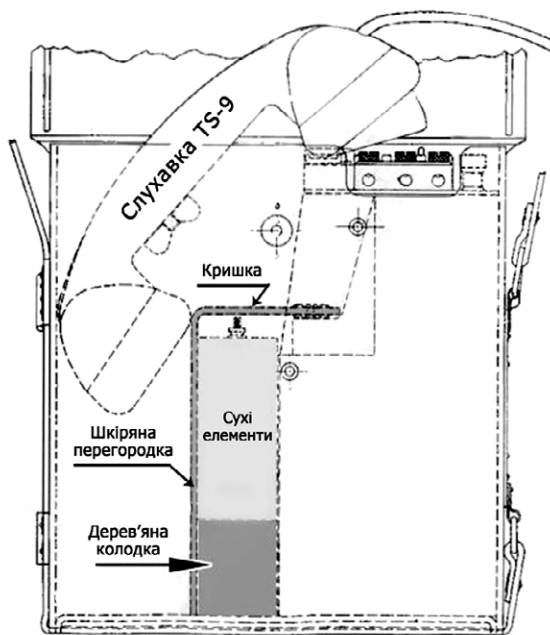 Слухавка TS-9
Кришка
Сухі
елементи
Шкіряна
перегородка
Дерев’яна
колодка